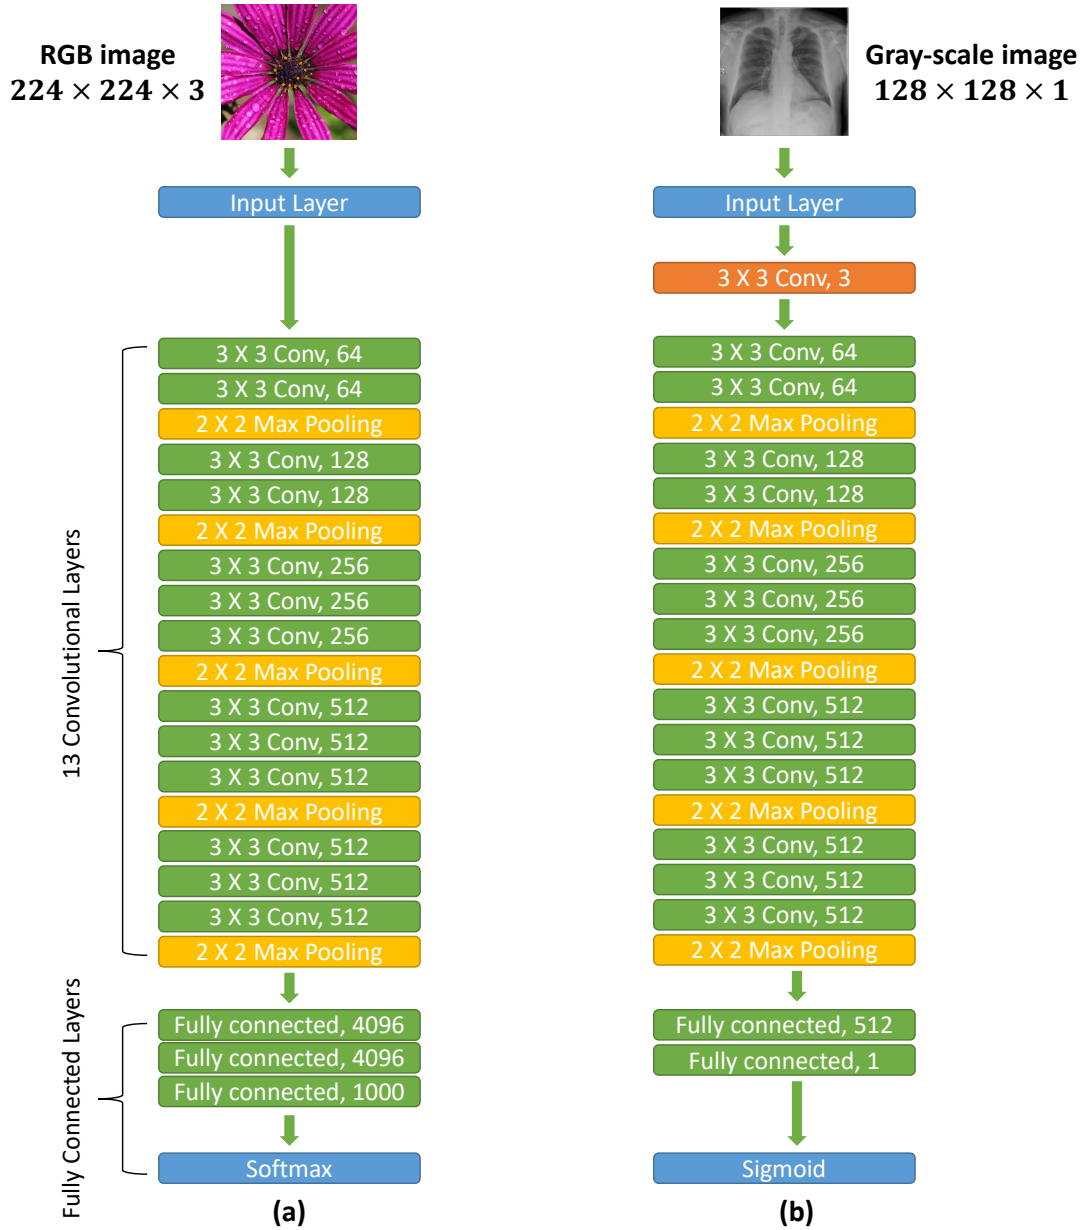 RGB image
224 × 224 × 3
Input Layer
3 X 3 Conv, 64
3 X 3 Conv, 64
2 X 2 Max Pooling
3 X 3 Conv, 128
3 X 3 Conv, 128
2 X 2 Max Pooling
3 X 3 Conv, 256
3 X 3 Conv, 256
3 X 3 Conv, 256
2 X 2 Max Pooling
3 X 3 Conv, 512
3 X 3 Conv, 512
3 X 3 Conv, 512
2 X 2 Max Pooling
3 X 3 Conv, 512
3 X 3 Conv, 512
3 X 3 Conv, 512
2 X 2 Max Pooling
13 Convolutional Layers
Fully connected, 4096
Fully connected, 4096
Fully connected, 1000
Softmax
Fully Connected Layers
(a)
Gray-scale image
128 × 128 × 1
Input Layer
3 X 3 Conv, 3
3 X 3 Conv, 64
3 X 3 Conv, 64
2 X 2 Max Pooling
3 X 3 Conv, 128
3 X 3 Conv, 128
2 X 2 Max Pooling
3 X 3 Conv, 256
3 X 3 Conv, 256
3 X 3 Conv, 256
2 X 2 Max Pooling
3 X 3 Conv, 512
3 X 3 Conv, 512
3 X 3 Conv, 512
2 X 2 Max Pooling
3 X 3 Conv, 512
3 X 3 Conv, 512
3 X 3 Conv, 512
2 X 2 Max Pooling
Fully connected, 512
Fully connected, 1
Sigmoid
(b)